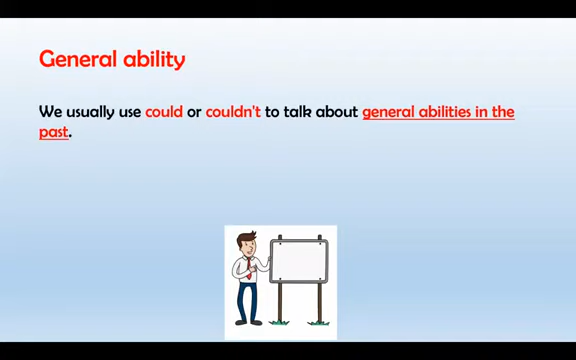 General ability
We usually use could or couldn't to talk about general abilities in the
past.